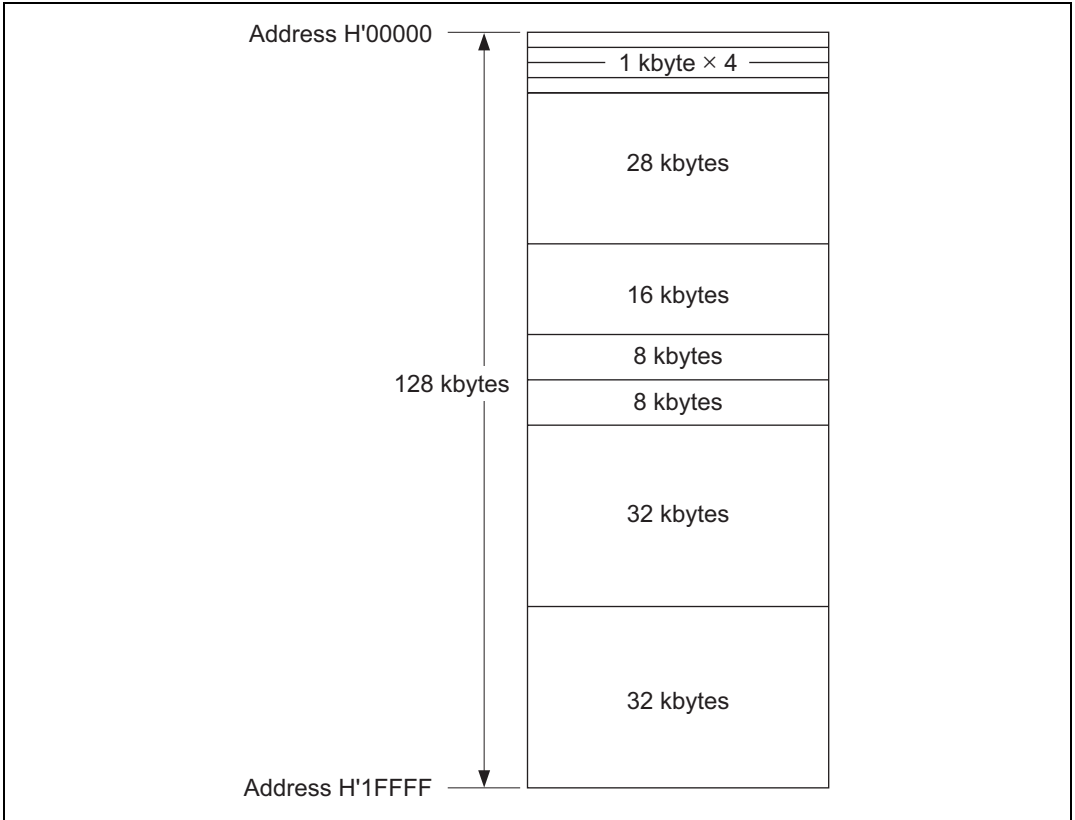 Address H'00000
1 kbyte × 4
28 kbytes
16 kbytes
8 kbytes
128 kbytes
8 kbytes
32 kbytes
32 kbytes
Address H'1FFFF